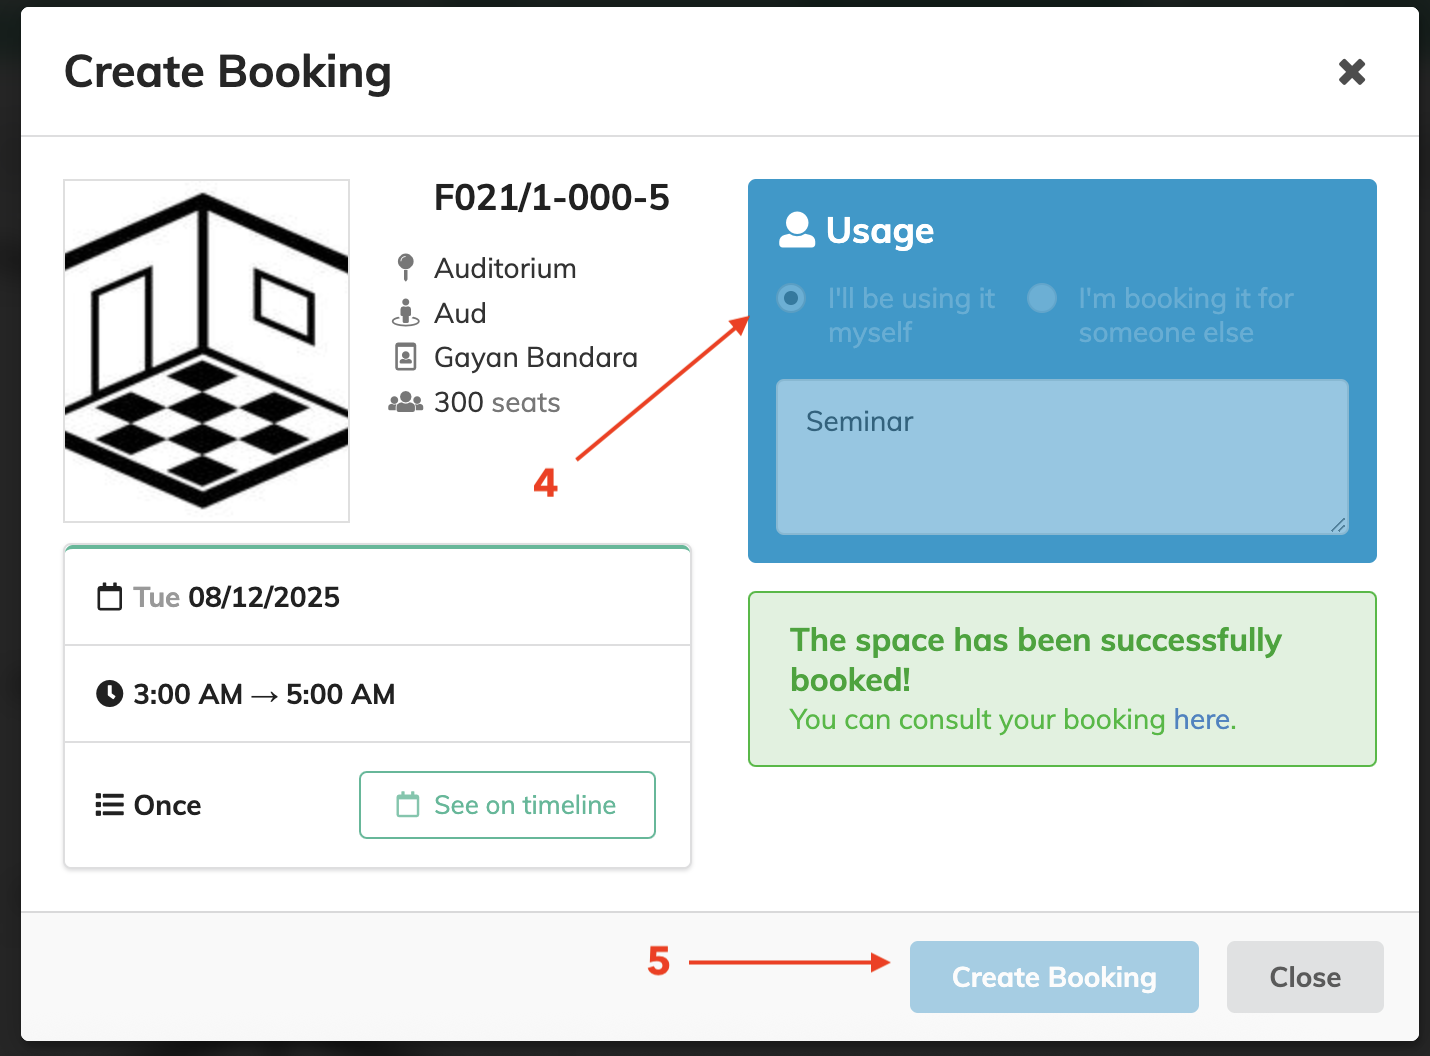 Create Booking
F021/1-000-5
Auditorium
Aud
Gayan Bandara
300 seats
4
Tue 08/12/2025
3:00 AM → 5:00 AM
Once
See on timeline
Usage
I'll be using it
myself
I'm booking it for
someone else
Seminar
The space has been successfully
booked!
You can consult your booking here.
5
Create Booking
Close